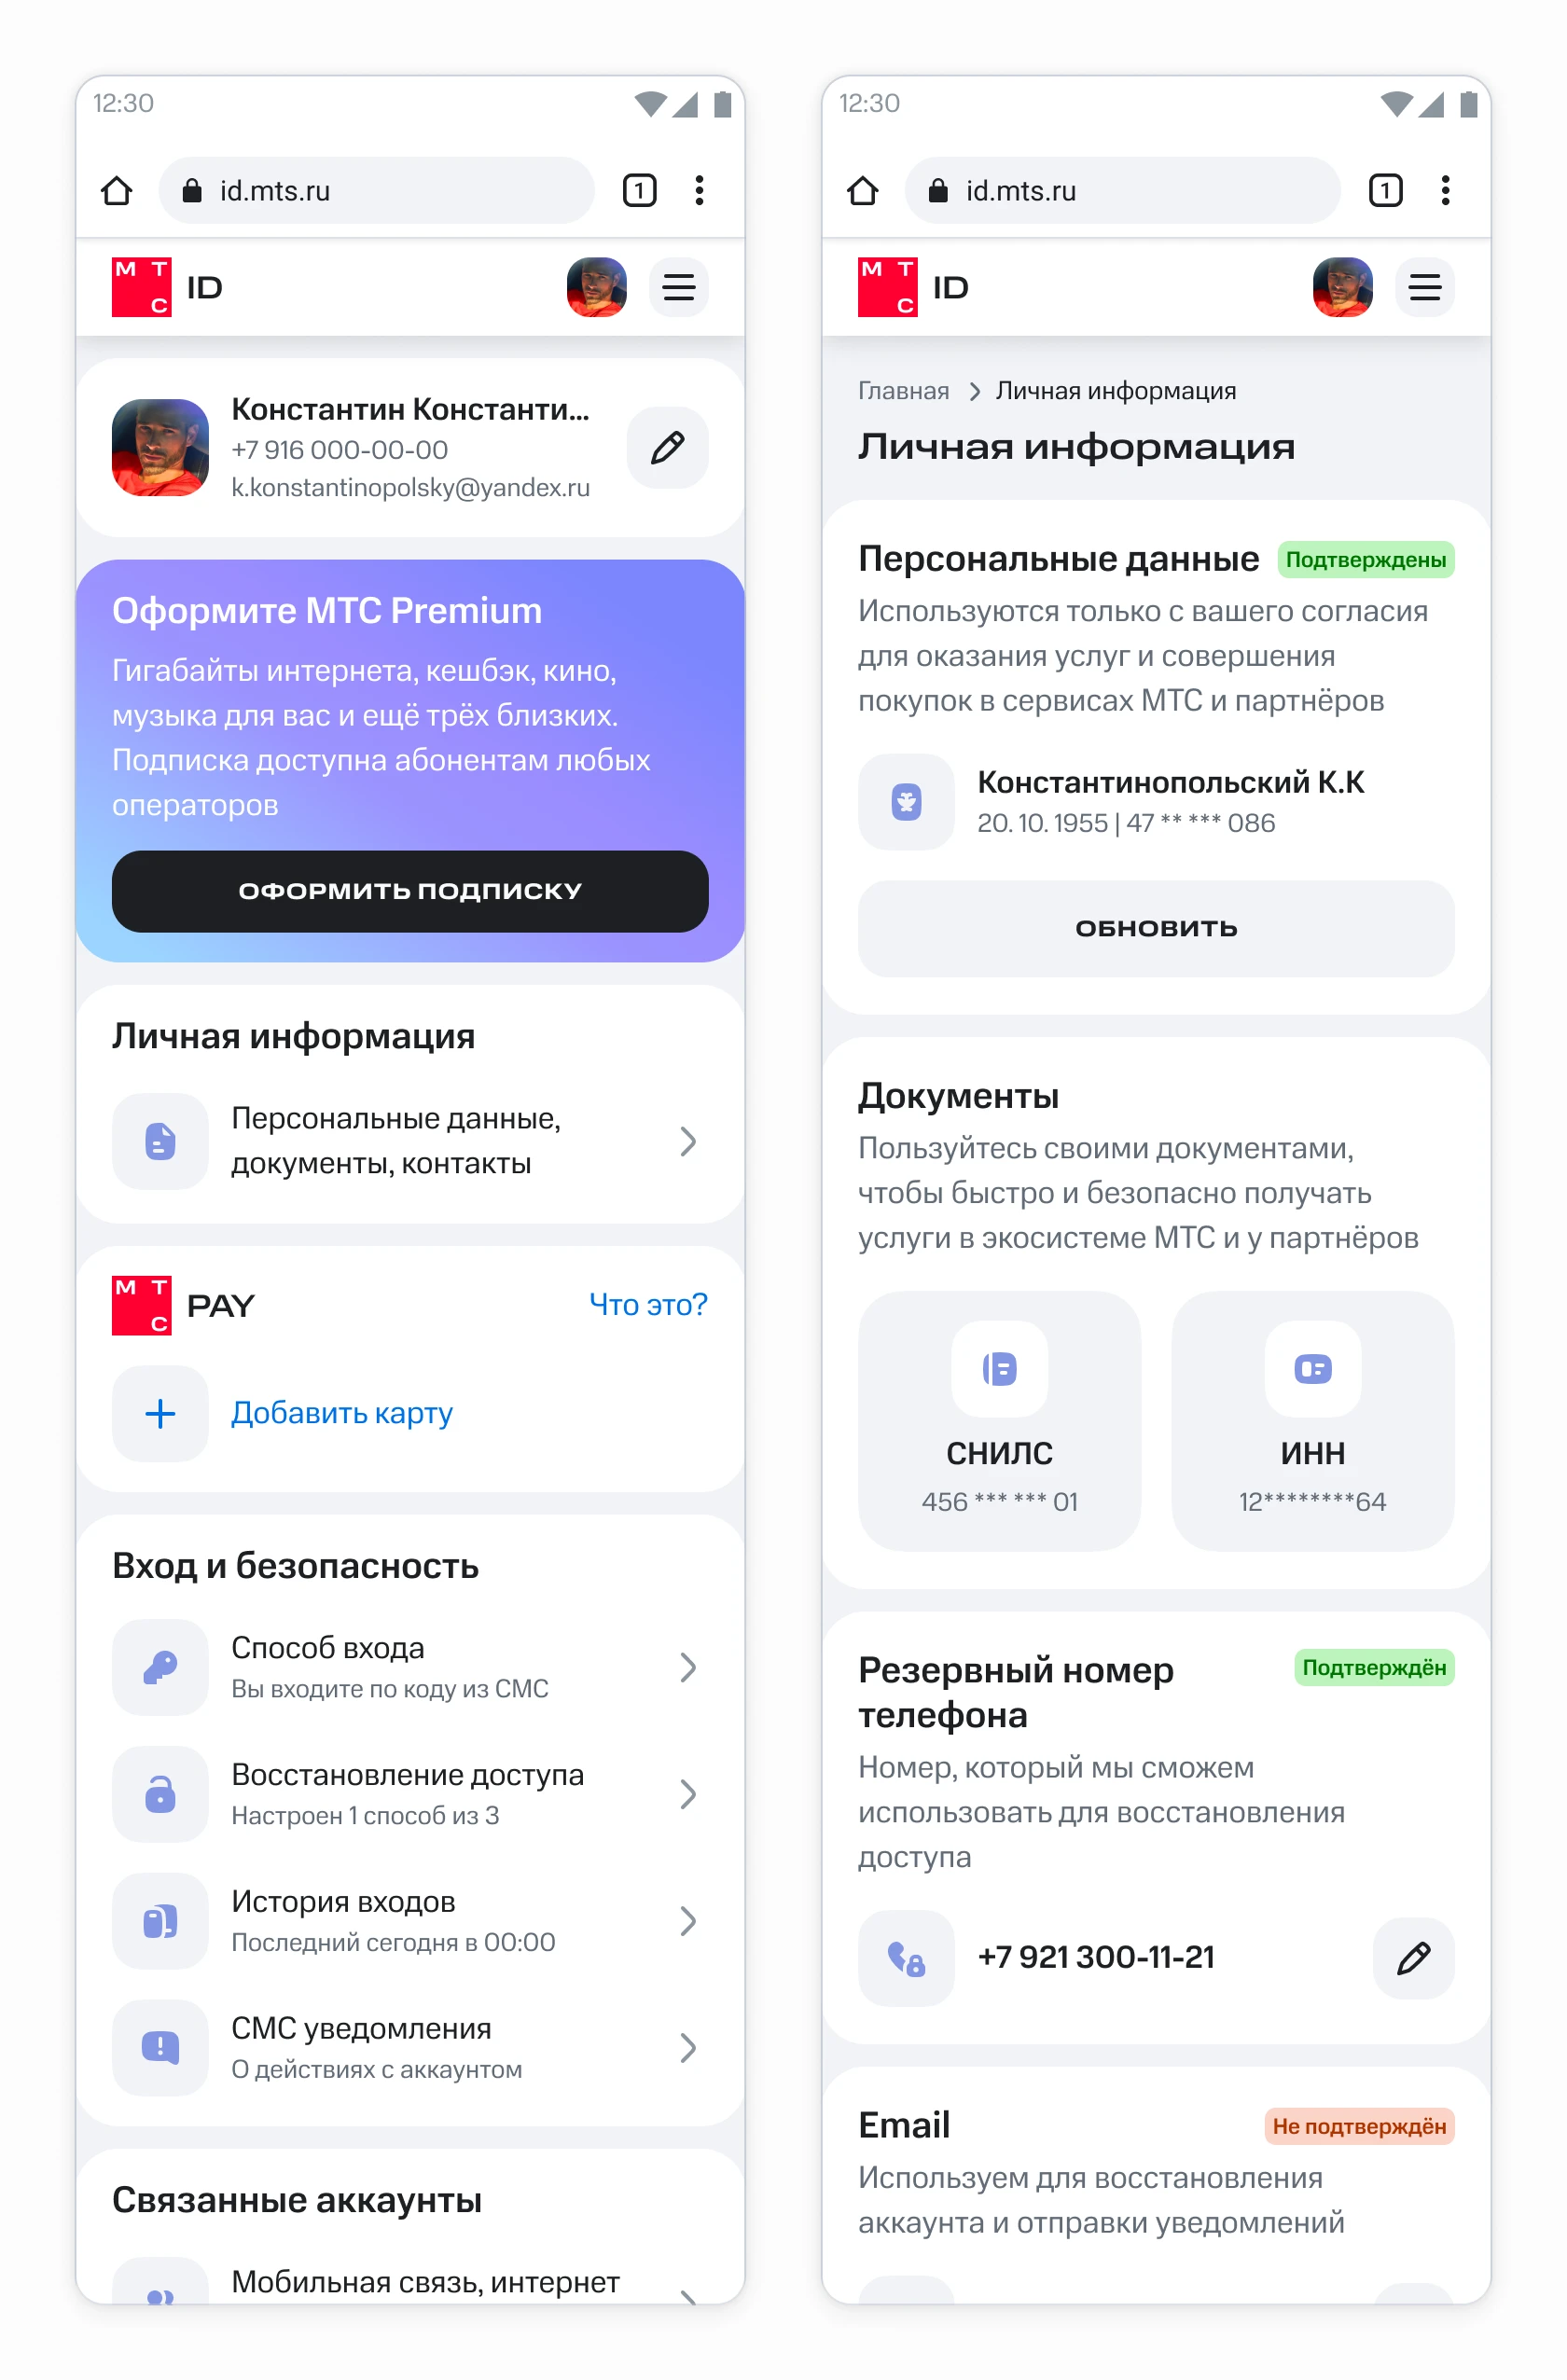 12:30
id.mts.ru
1
М Т С
ID
Константин Константи...
+7 916 000-00-00
k.konstantinopolsky@yandex.ru
Оформите МТС Premium
Гигабайты интернета, кешбэк, кино,
музыка для вас и ещё трёх близких.
Подписка доступна абонентам любых
операторов
ОФОРМИТЬ ПОДПИСКУ
Личная информация
Персональные данные,
документы, контакты
М Т С
PAY
Что это?
Добавить карту
Вход и безопасность
Способ входа
Вы входите по коду из СМС
Восстановление доступа
Настроен 1 способ из 3
История входов
Последний сегодня в 00:00
СМС уведомления
О действиях с аккаунтом
Связанные аккаунты
Мобильная связь, интернет
12:30
id.mts.ru
1
М Т С
ID
Главная > Личная информация
Личная информация
Персональные данные
Подтверждены
Используются только с вашего согласия
для оказания услуг и совершения
покупок в сервисах МТС и партнёров
Константинопольский К.К
20. 10. 1955 | 47 ** *** 086
ОБНОВИТЬ
Документы
Пользуйтесь своими документами,
чтобы быстро и безопасно получать
услуги в экосистеме МТС и у партнёров
СНИЛС
456 *** *** 01
ИНН
12********64
Резервный номер
телефона
Подтверждён
Номер, который мы сможем
использовать для восстановления
доступа
+7 921 300-11-21
Email
Не подтверждён
Используем для восстановления
аккаунта и отправки уведомлений